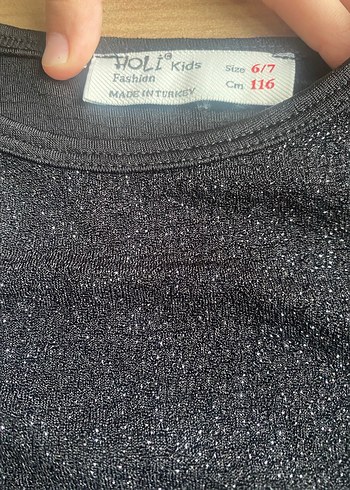 HOLi® Kids
Fashion
MADE IN TURKEY
Size 6/7
Cm 116